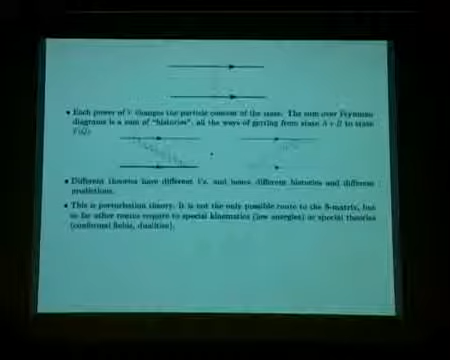 • Each power of V changes the particle content of the state. The sum over Feynman
diagrams is a sum of "histories", all the ways of getting from state A + B to state
• Different theories have different V's, and hence different histories and different
predictions.
• This is perturbation theory. It is not the only possible route to the S-matrix, but
so far other routes require to special kinematics (low energies) or special theories
(conformal fields, dualities).